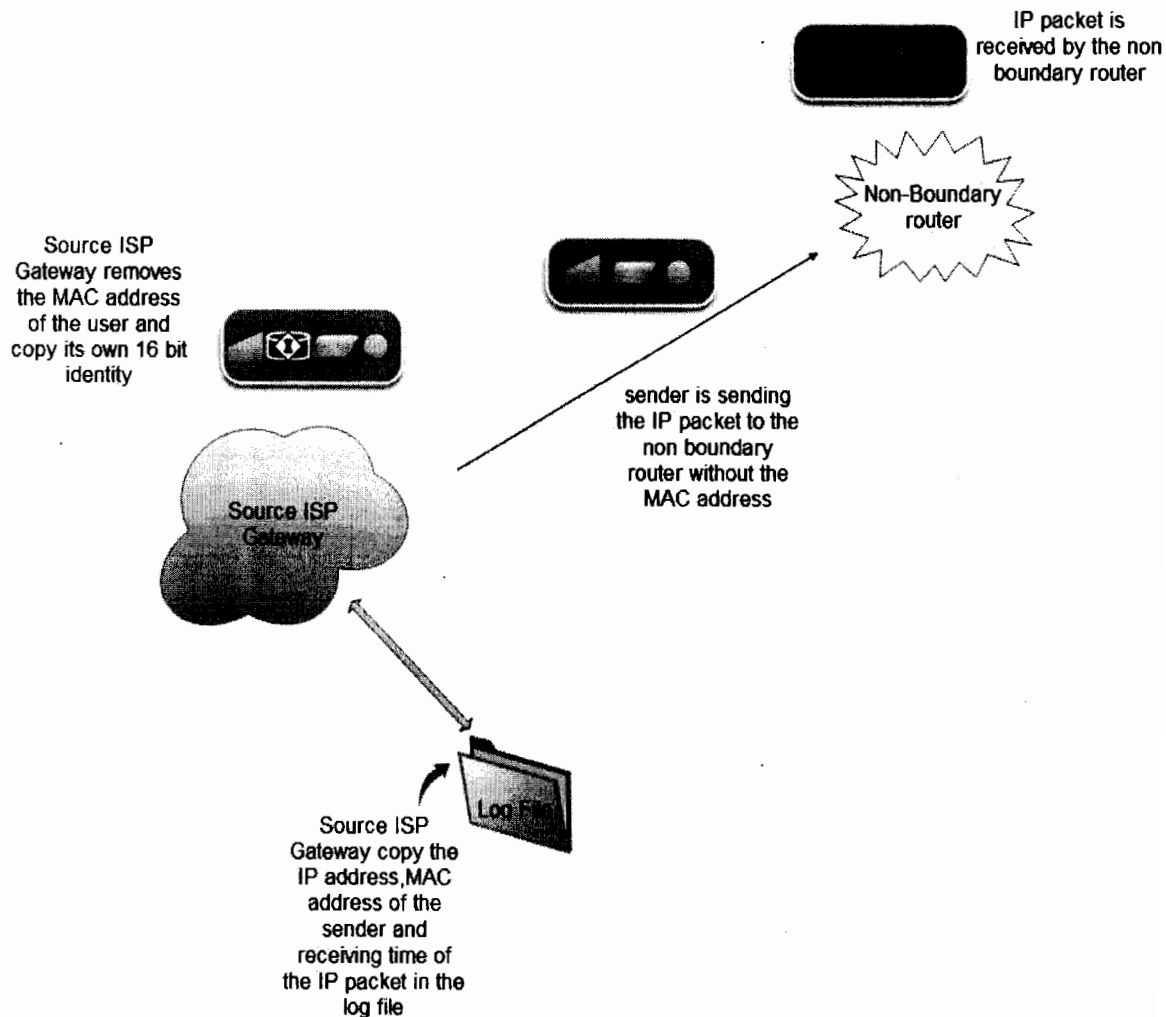 IP packet is
received by the non
boundary router
Non-Boundary
router
Source ISP
Gateway removes
the MAC address
of the user and
copy its own 16 bit
identity
sender is sending
the IP packet to the
non boundary
router without the
MAC address
Source ISP
Gateway
Log File
Source ISP
Gateway copy the
IP address,MAC
address of the
sender and
receiving time of
the IP packet in the
log file